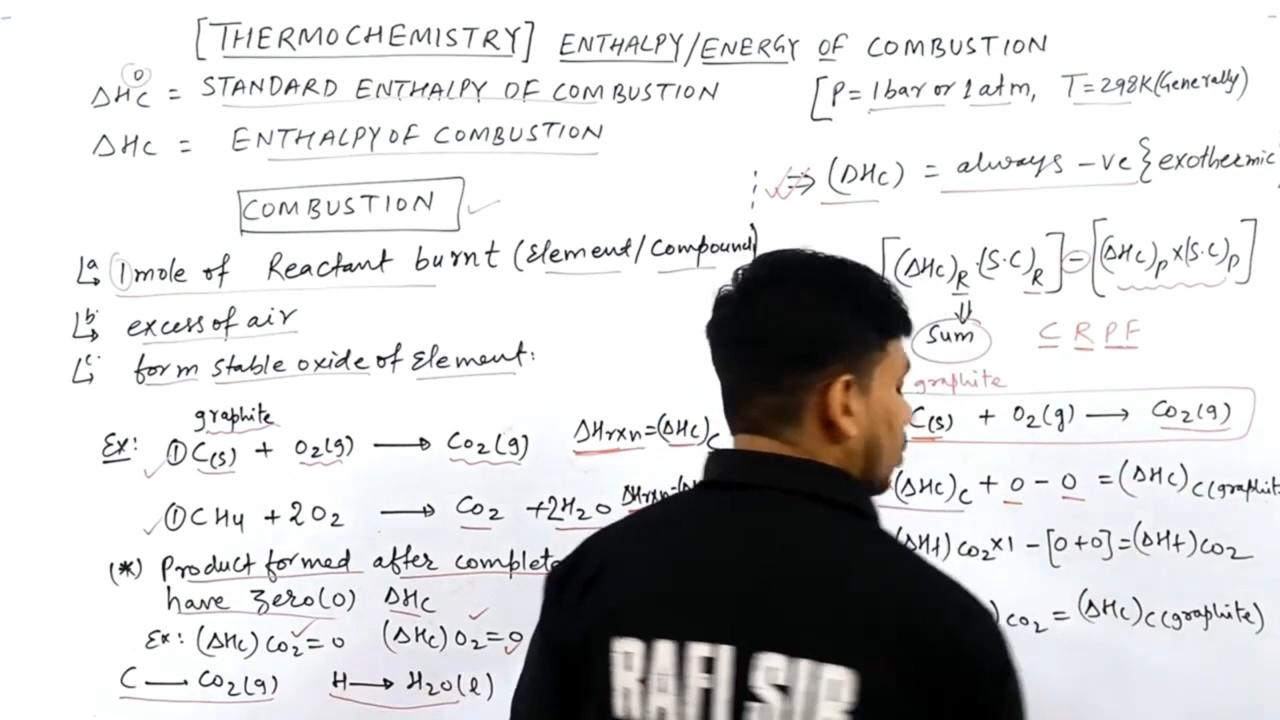 [THERMOCHEMISTRY] ENTHALPY/ENERGY OF COMBUSTION
ΔHc⁰ = STANDARD ENTHALPY OF COMBUSTION [P=1bar or 1atm, T=298K(Generally)
ΔHc = ENTHALPY OF COMBUSTION
⇒ (ΔHc) = always -ve } exothermic
COMBUSTION
↳a 1 mole of Reactant burnt (Element/Compound)
↳b. excess of air
↳c. form stable oxide of Element:
[(ΔHc)R·(S.C)R] - [(ΔHc)p×(S.C)p]
⇓
Sum
C R P F
graphite
Ex: ① C(s) + O2(g) ⟶ CO2(g) ΔHrxn=(ΔHc)C
① CH4 + 2O2 ⟶ CO2 + 2H2O ΔHrxn=
(*) Product formed after complete
have zero(0) ΔHc
Ex: (ΔHc)CO2=0 (ΔHc)O2=0
C — CO2(g) H ⟶ H2O(l)
graphite
C(s) + O2(g) ⟶ CO2(g)
(ΔHc)C + 0 - 0 = (ΔHc)C(graphite
(ΔHf)CO2×1 - [0+0]=(ΔHf)CO2
)CO2 = (ΔHc)C(graphite)
RAFI SIR